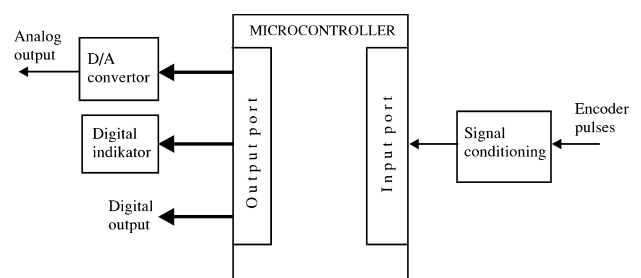 MICROCONTROLLER
Analog
output
D/A
convertor
Digital
indikator
Digital
output
Output port
Input port
Signal
conditioning
Encoder
pulses